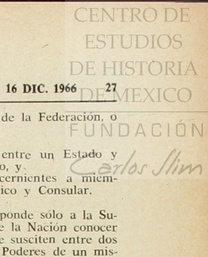 CENTRO DE
ESTUDIOS
DE HISTORIA
16 DIC. 1966 27
DE MEXICO
de la Federación, o
FUNDACIÓN
entre un Estado y
o, y
Carlos Slim
cernientes a miem-
ico y Consular.
ponde sólo a la Su-
e la Nación conocer
e susciten entre dos
Poderes de un mis-